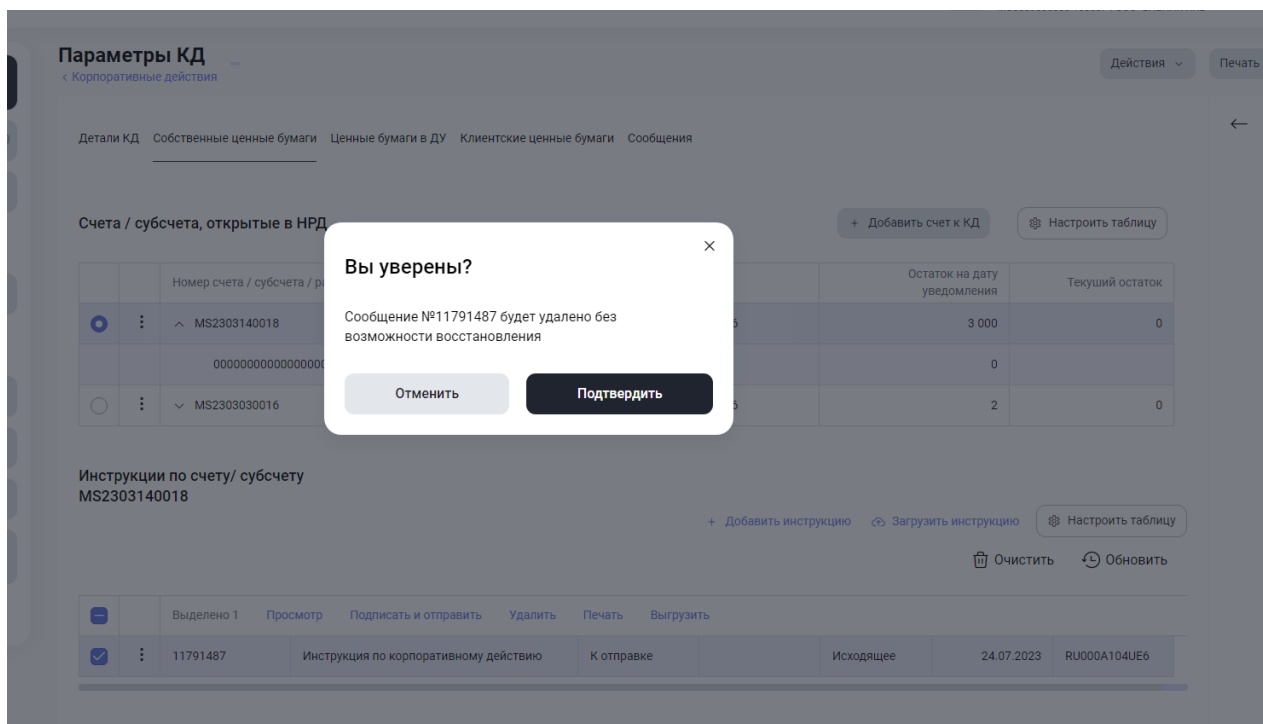 Параметры КД
‹ Корпоративные действия
Действия
Печать
Детали КД Собственные ценные бумаги Ценные бумаги в ДУ Клиентские ценные бумаги Сообщения
Счета / субсчета, открытые в НРД
+ Добавить счет к КД
Настроить таблицу
Номер счета / субсчета /
Остаток на дату
уведомления
Текуший остаток
MS2303140018
3 000
0
0
MS2303030016
2
0
Вы уверены?
Сообщение №11791487 будет удалено без
возможности восстановления
Отменить
Подтвердить
Инструкции по счету/ субсчету
MS2303140018
+ Добавить инструкцию
Загрузить инструкцию
Настроить таблицу
Очистить
Обновить
Выделено 1 Просмотр Подписать и отправить Удалить Печать Выгрузить
11791487 Инструкция по корпоративному действию К отправке Исходящее 24.07.2023 RU000A104UE6